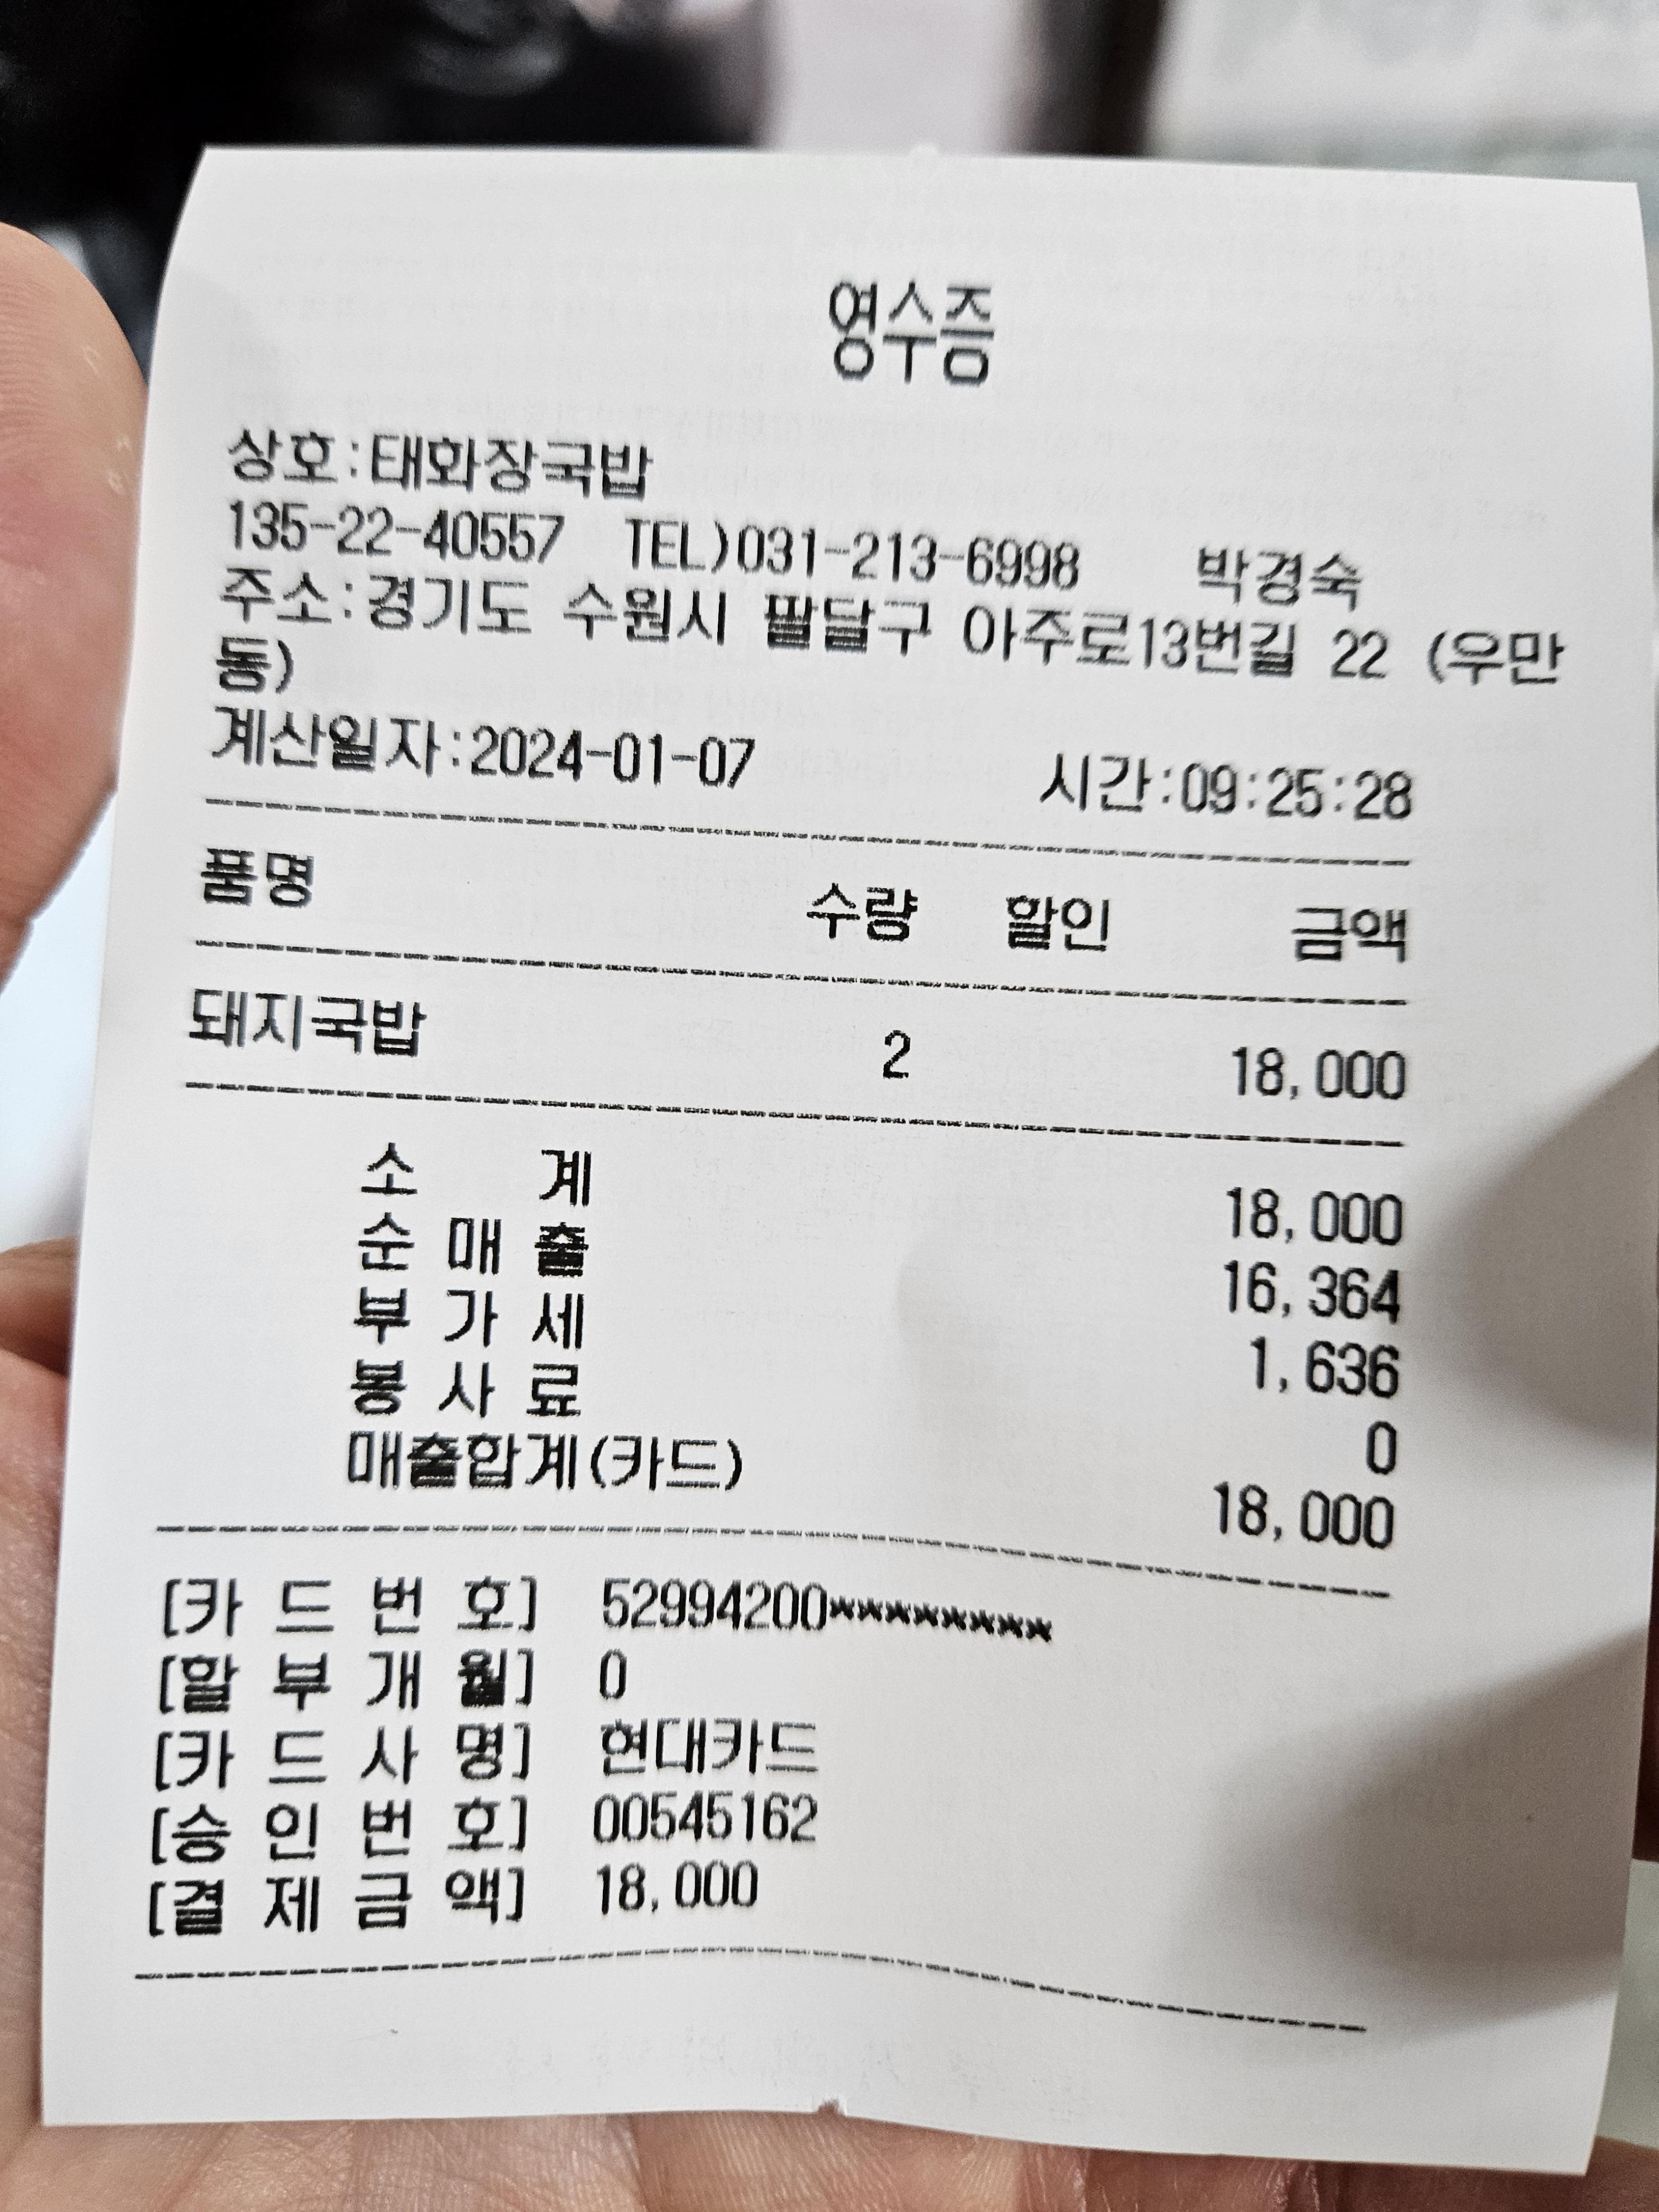 영수증
상호:태화장국밥
135-22-40557 TEL)031-213-6998 박경숙
주소:경기도 수원시 팔달구 아주로13번길 22 (우만
동)
계산일자:2024-01-07 시간:09:25:28
품명 수량 할인 금액
돼지국밥 2 18,000
소 계 18,000
순 매 출 16,364
부 가 세 1,636
봉 사 료 0
매출합계(카드) 18,000
[카 드 번 호] 52994200********
[할 부 개 월] 0
[카 드 사 명] 현대카드
[승 인 번 호] 00545162
[결 제 금 액] 18,000